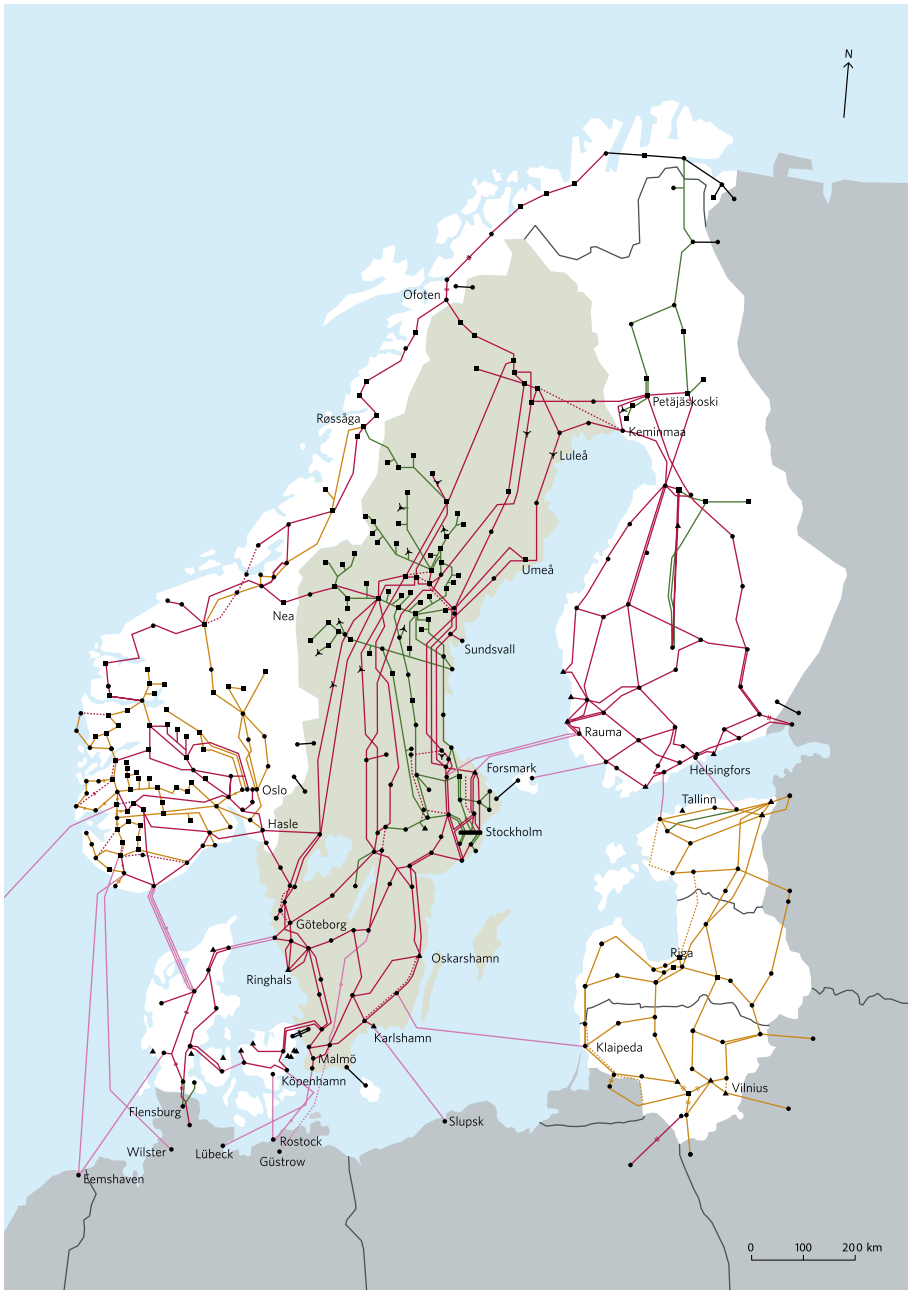 N
Ofoten
Petäjäskoski
Røssåga
Keminmaa
Luleå
Umeå
Nea
Sundsvall
Rauma
Forsmark
Helsingfors
Oslo
Tallinn
Hasle
Stockholm
Göteborg
Oskarshamn
Riga
Ringhals
Karlshamn
Klaipeda
Malmö
Köpenhamn
Vilnius
Flensburg
Slupsk
Rostock
Wilster
Lübeck
Güstrow
Eemshaven
0 100 200 km